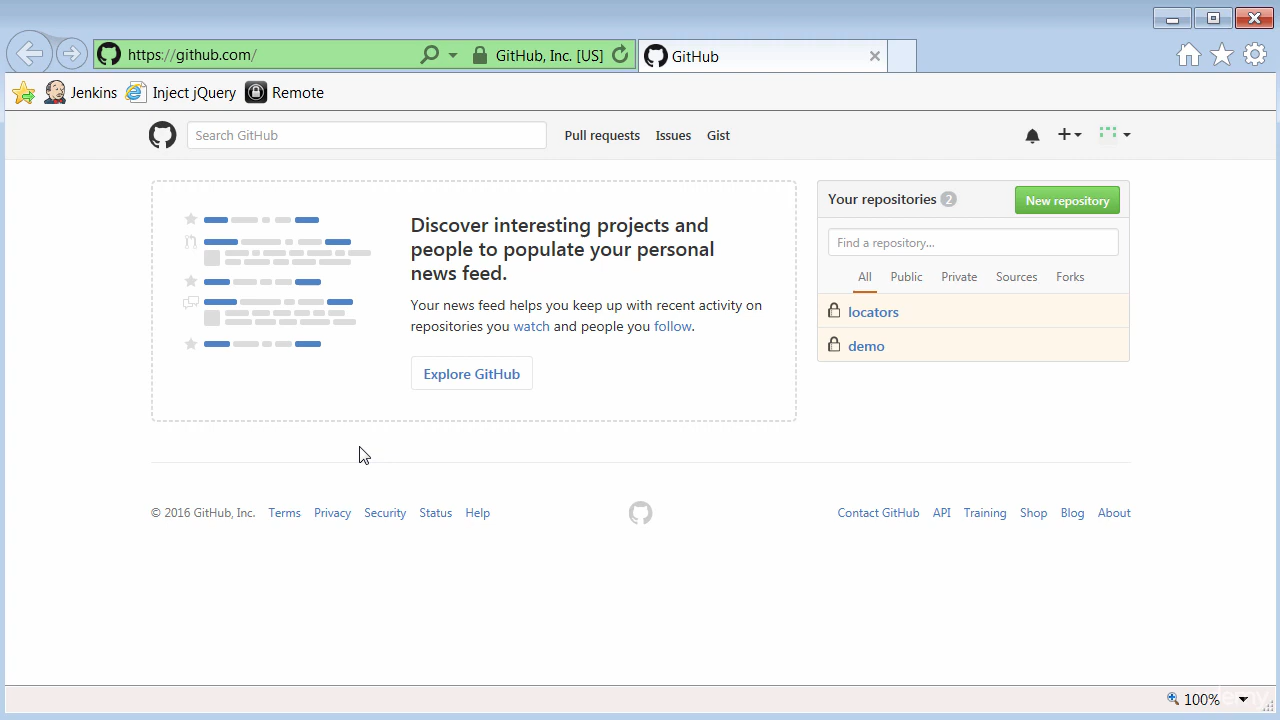 https://github.com/
GitHub, Inc. [US]
GitHub
Jenkins
Inject jQuery
Remote
Search GitHub
Pull requests
Issues
Gist
Discover interesting projects and
people to populate your personal
news feed.
Your news feed helps you keep up with recent activity on
repositories you watch and people you follow.
Explore GitHub
Your repositories 2
New repository
Find a repository...
All
Public
Private
Sources
Forks
locators
demo
© 2016 GitHub, Inc.
Terms
Privacy
Security
Status
Help
Contact GitHub
API
Training
Shop
Blog
About
100%